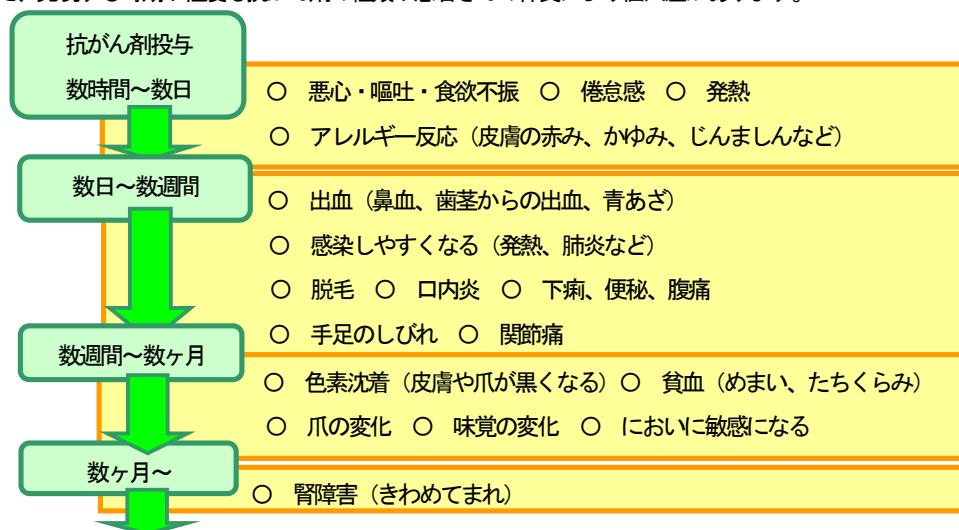 抗がん剤投与
数時間～数日
○ 悪心・嘔吐・食欲不振 ○ 倦怠感 ○ 発熱
○ アレルギー反応（皮膚の赤み、かゆみ、じんましんなど）
数日～数週間
○ 出血（鼻血、歯茎からの出血、青あざ）
○ 感染しやすくなる（発熱、肺炎など）
○ 脱毛 ○ 口内炎 ○ 下痢、便秘、腹痛
○ 手足のしびれ ○ 関節痛
数週間～数ヶ月
○ 色素沈着（皮膚や爪が黒くなる）○ 貧血（めまい、たちくらみ）
○ 爪の変化 ○ 味覚の変化 ○ においに敏感になる
数ヶ月～
○ 腎障害（きわめてまれ）